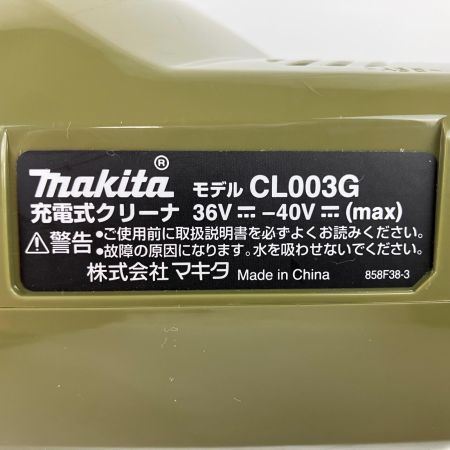 makita® モデル CL003G
充電式クリーナ 36V⎓–40V⎓(max)
⚠警告 •ご使用前に取扱説明書を必ずよくお読みください。
•故障の原因になります。水を吸わせないでください。
株式会社マキタ Made in China 858F38-3